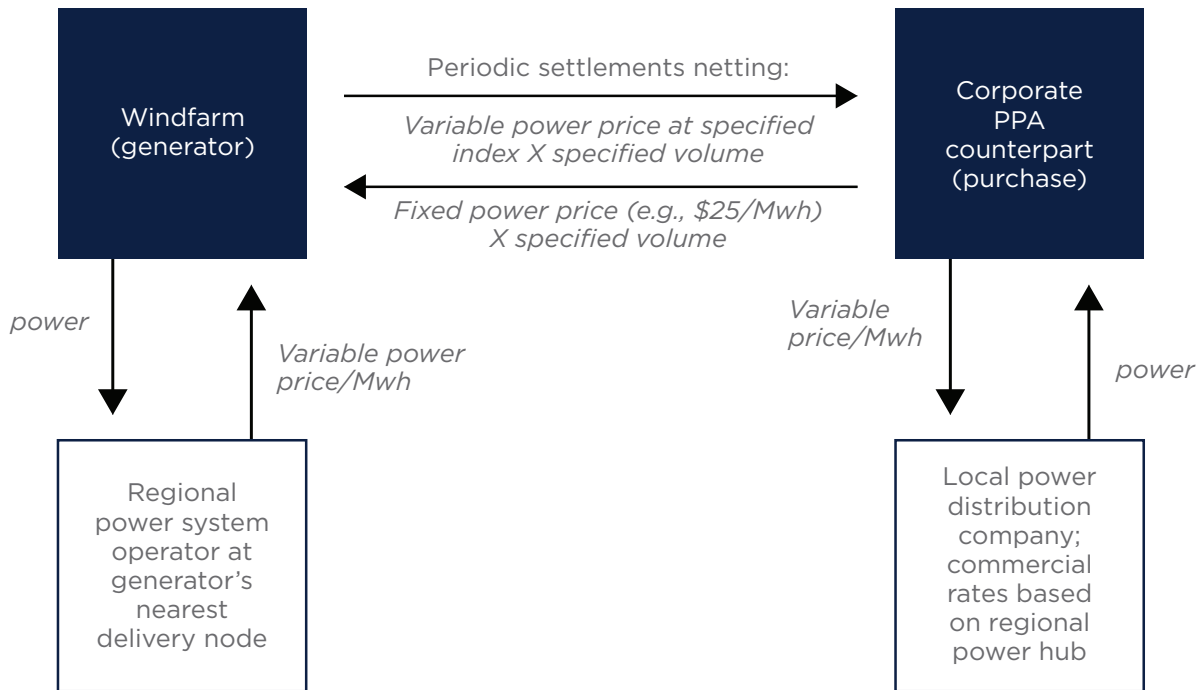 Windfarm
(generator)
Periodic settlements netting:
Variable power price at specified
index X specified volume
Fixed power price (e.g., $25/Mwh)
X specified volume
Corporate
PPA
counterpart
(purchase)
power
Variable power
price/Mwh
Variable
price/Mwh
power
Regional
power system
operator at
generator’s
nearest
delivery node
Local power
distribution
company;
commercial
rates based
on regional
power hub